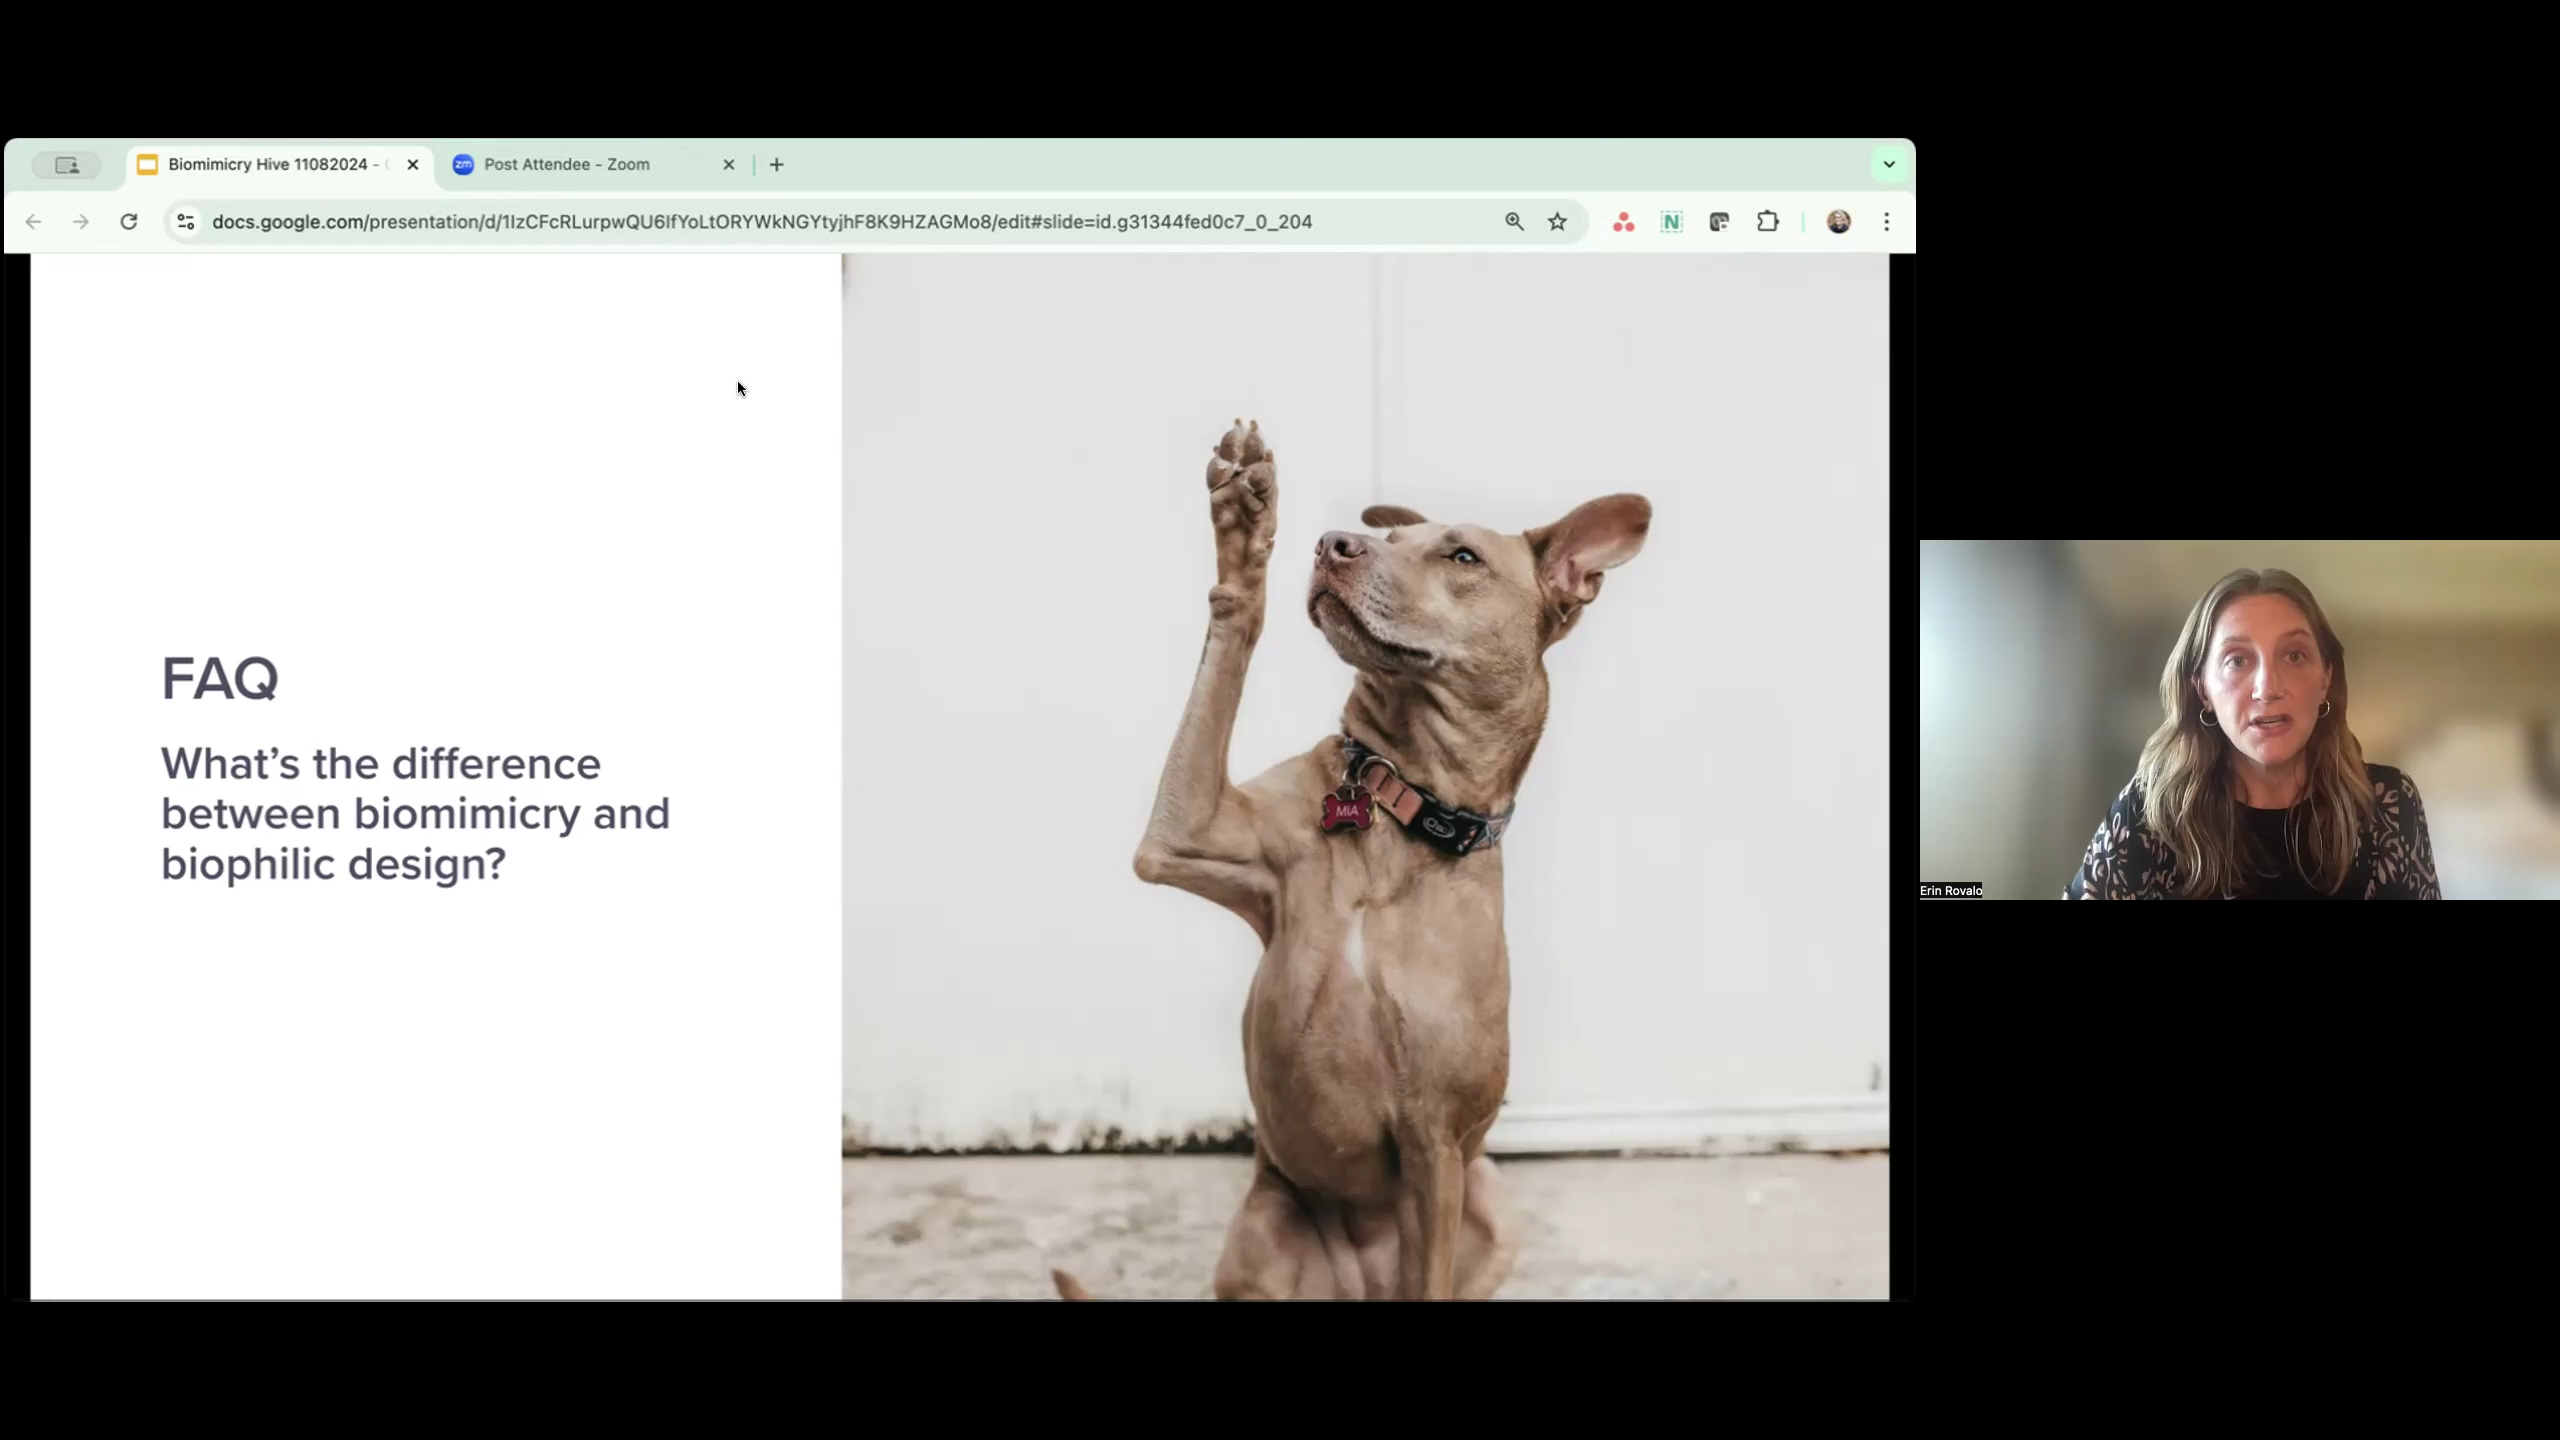 Biomimicry Hive 11082024 -
zm
Post Attendee - Zoom
docs.google.com/presentation/d/1IzCFcRLurpwQU6IfYoLtORYWkNGYtyjhF8K9HZAGMo8/edit#slide=id.g31344fed0c7_0_204
N
FAQ
What’s the difference
between biomimicry and
biophilic design?
MIA
Erin Rovalo